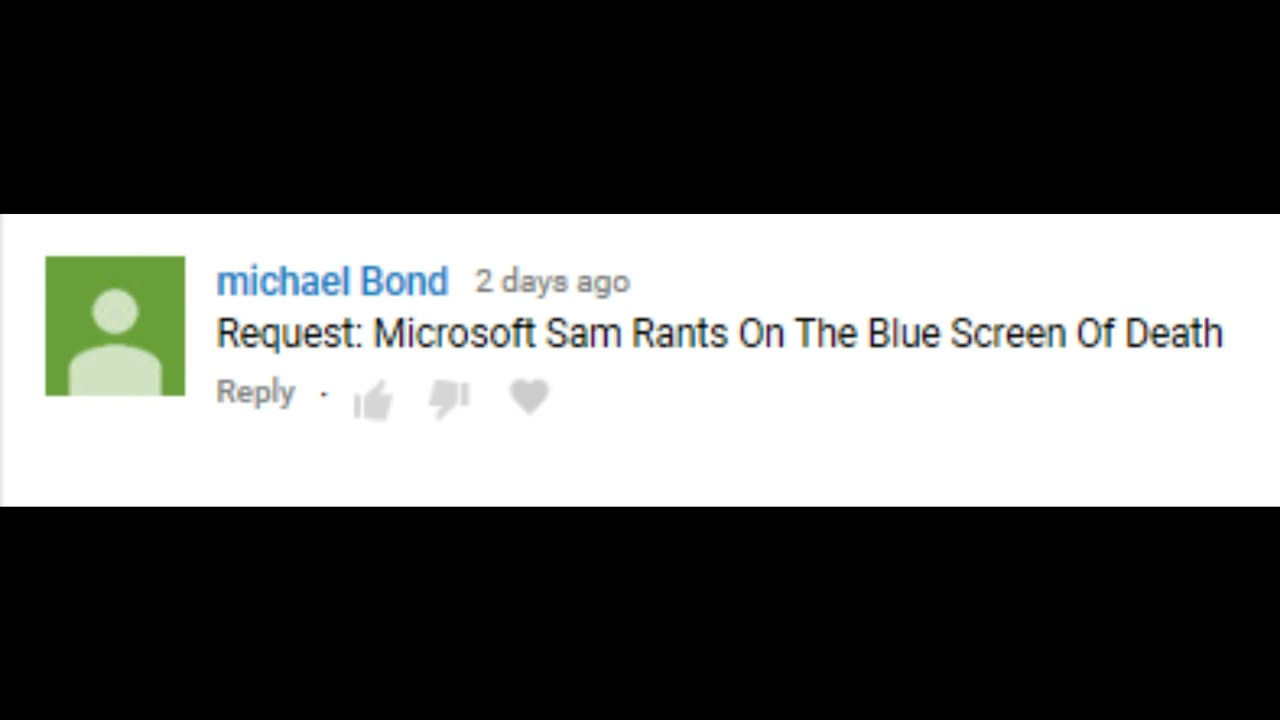 michael Bond 2 days ago
Request: Microsoft Sam Rants On The Blue Screen Of Death
Reply ·